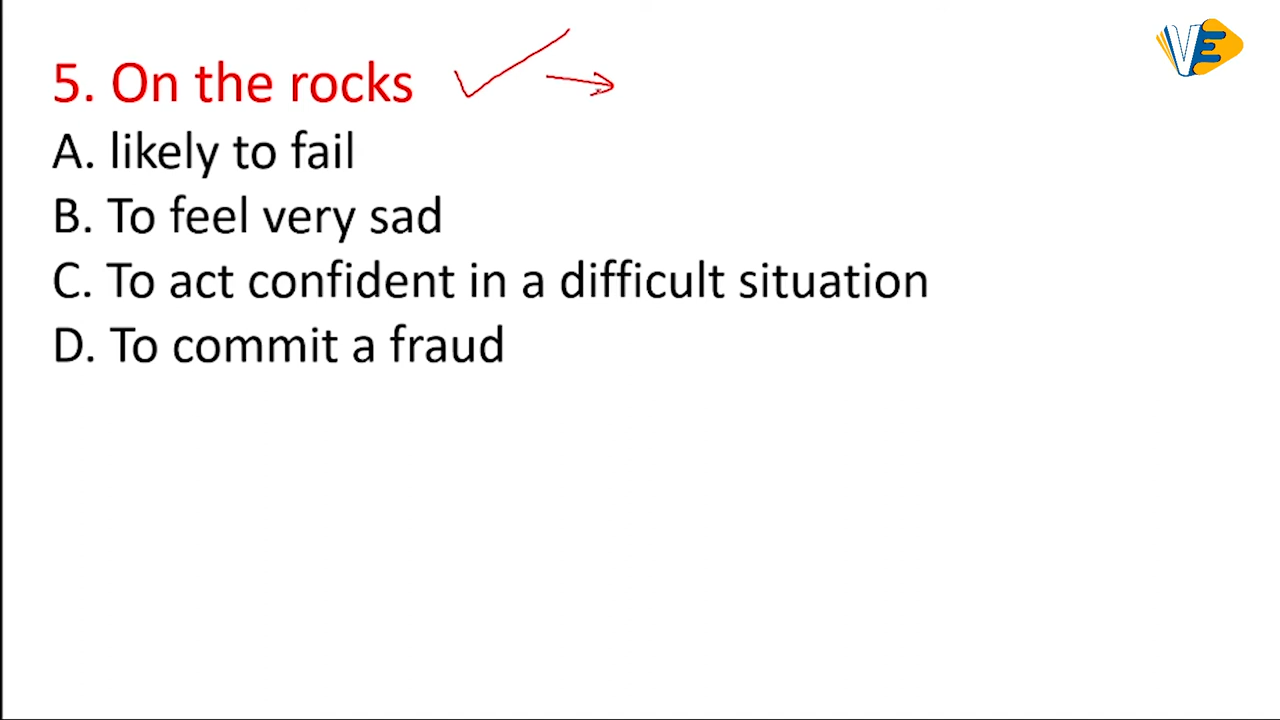 VE
5. On the rocks
A. likely to fail
B. To feel very sad
C. To act confident in a difficult situation
D. To commit a fraud